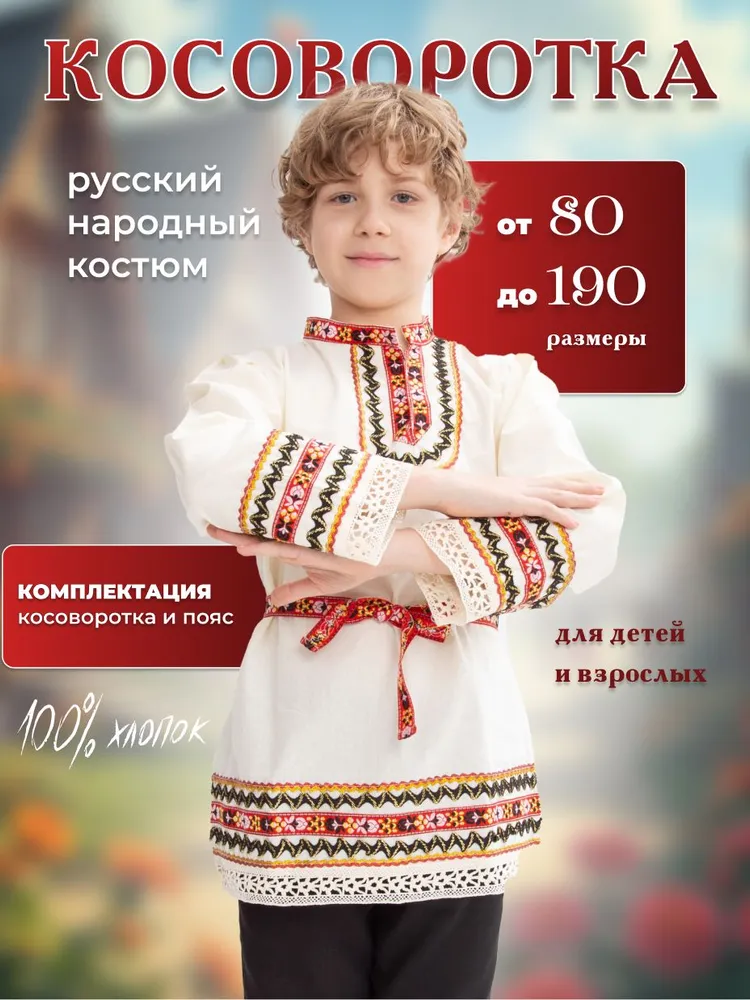 КОСОВОРОТКА
русский
народный
костюм
от 80
до 190
размеры
КОМПЛЕКТАЦИЯ
косоворотка и пояс
для детей
и взрослых
100% хлопок